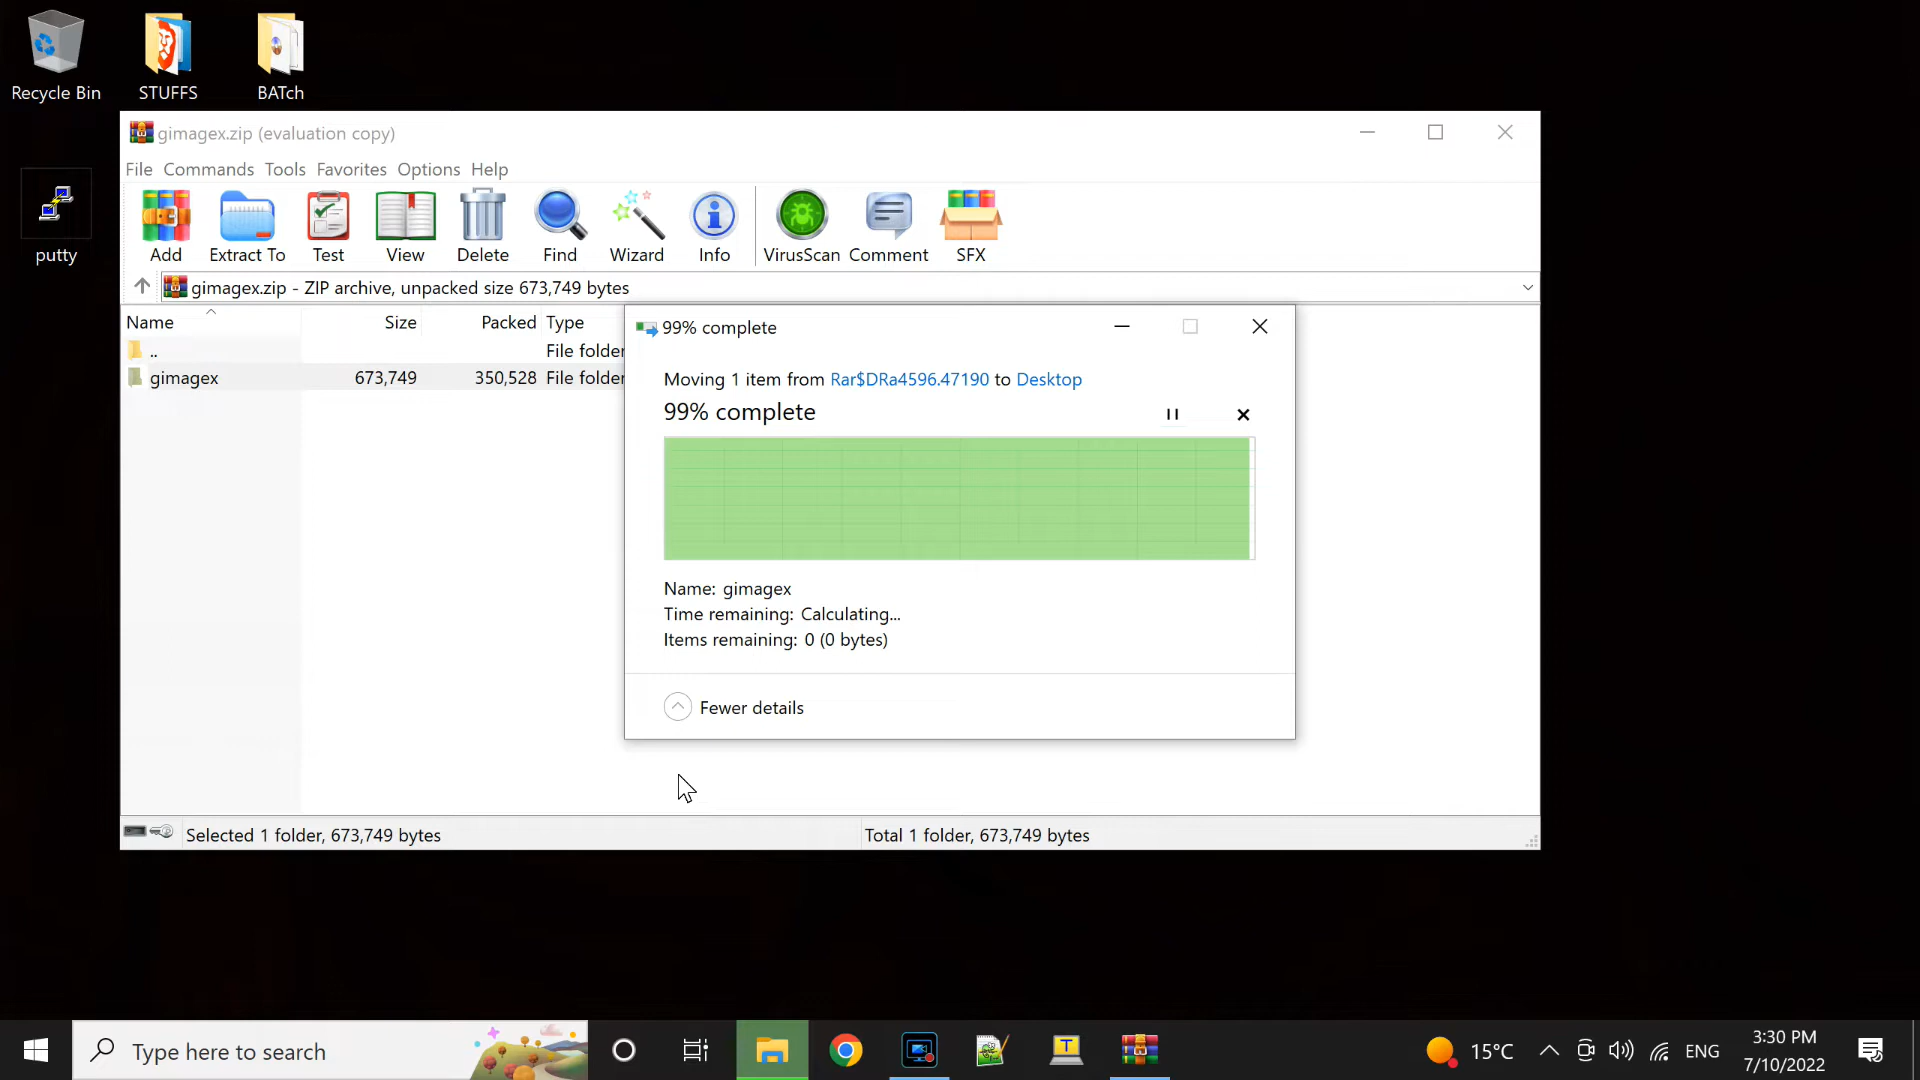 Recycle Bin
STUFFS
BATch
putty
gimagex.zip (evaluation copy)
File Commands Tools Favorites Options Help
Add Extract To Test View Delete Find Wizard Info VirusScan Comment SFX
gimagex.zip - ZIP archive, unpacked size 673,749 bytes
Name Size Packed Type
.. File folder
gimagex 673,749 350,528 File folder
99% complete
Moving 1 item from Rar$DRa4596.47190 to Desktop
99% complete
Name: gimagex
Time remaining: Calculating...
Items remaining: 0 (0 bytes)
Fewer details
Selected 1 folder, 673,749 bytes
Total 1 folder, 673,749 bytes
Type here to search
T
15°C
ENG
3:30 PM
7/10/2022